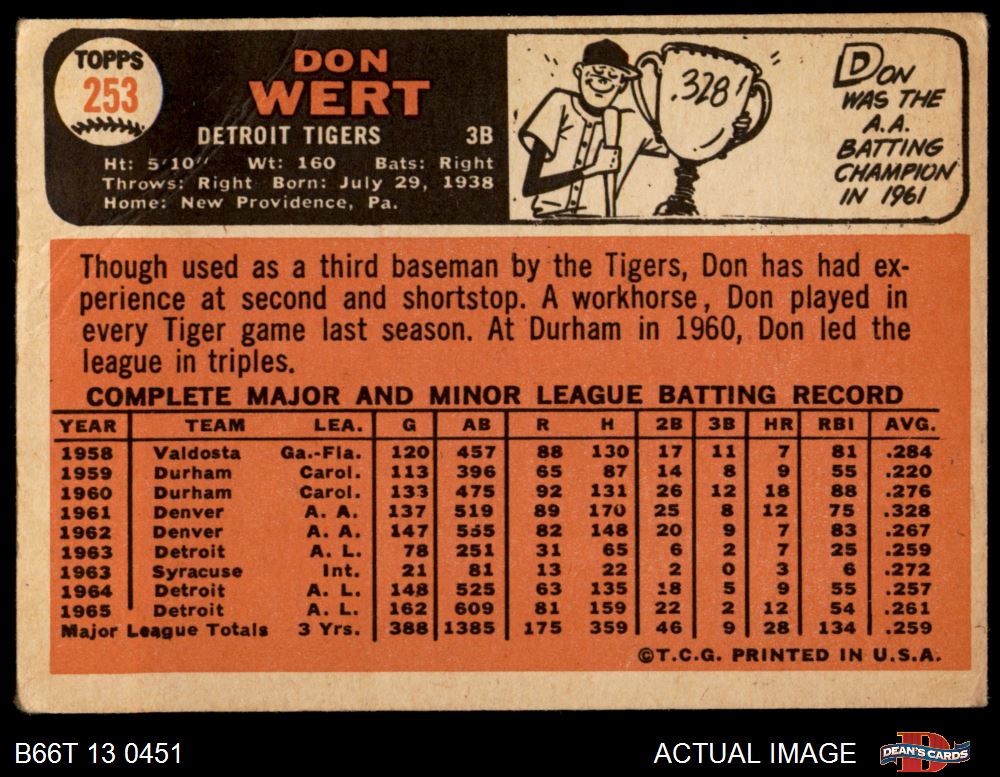 TOPPS
253
DON
WERT
DETROIT TIGERS 3B
Ht: 5'10" Wt: 160 Bats: Right
Throws: Right Born: July 29, 1938
Home: New Providence, Pa.
.328
DON
WAS THE
A.A.
BATTING
CHAMPION
IN 1961
Though used as a third baseman by the Tigers, Don has had ex-
perience at second and shortstop. A workhorse, Don played in
every Tiger game last season. At Durham in 1960, Don led the
league in triples.
COMPLETE MAJOR AND MINOR LEAGUE BATTING RECORD
YEAR TEAM LEA. G AB R H 2B 3B HR RBI AVG.
1958 Valdosta Ga.-Fla. 120 457 88 130 17 11 7 81 .284
1959 Durham Carol. 113 396 65 87 14 8 9 55 .220
1960 Durham Carol. 133 475 92 131 26 12 18 88 .276
1961 Denver A. A. 137 519 89 170 25 8 12 75 .328
1962 Denver A. A. 147 555 82 148 20 9 7 83 .267
1963 Detroit A. L. 78 251 31 65 6 2 7 25 .259
1963 Syracuse Int. 21 81 13 22 2 0 3 6 .272
1964 Detroit A. L. 148 525 63 135 18 5 9 55 .257
1965 Detroit A. L. 162 609 81 159 22 2 12 54 .261
Major League Totals 3 Yrs. 388 1385 175 359 46 9 28 134 .259
©T.C.G. PRINTED IN U.S.A.
B66T 13 0451 ACTUAL IMAGE DEAN'S CARDS